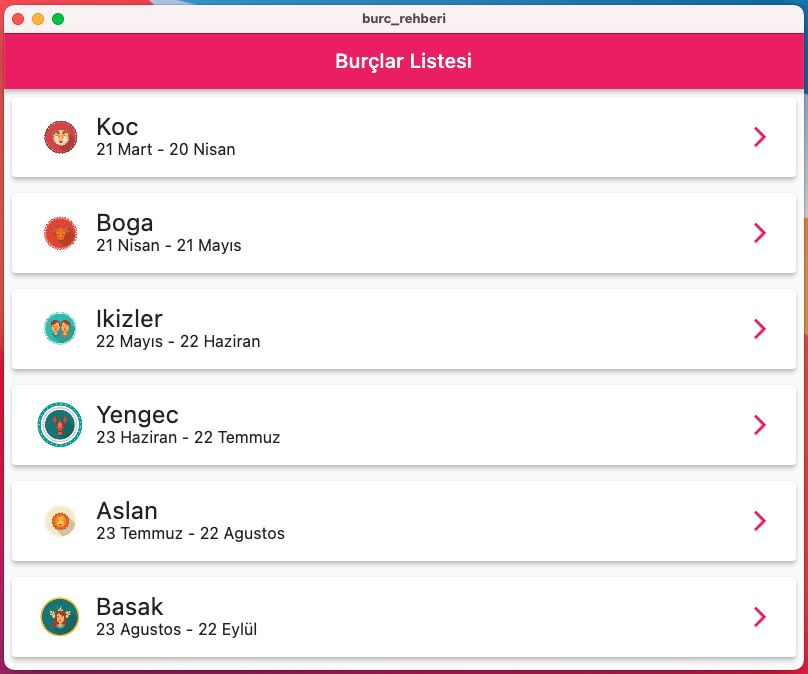 burc_rehberi
Burçlar Listesi
Koc
21 Mart - 20 Nisan
Boga
21 Nisan - 21 Mayıs
Ikizler
22 Mayıs - 22 Haziran
Yengec
23 Haziran - 22 Temmuz
Aslan
23 Temmuz - 22 Agustos
Basak
23 Agustos - 22 Eylül